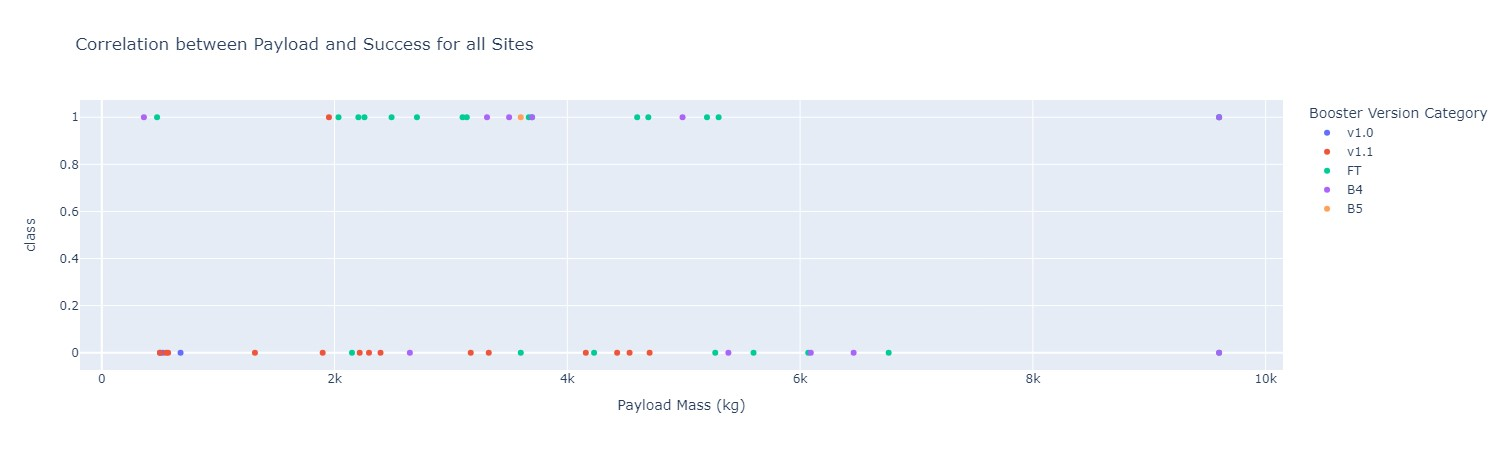 Correlation between Payload and Success for all Sites
Booster Version Category
v1.0
v1.1
FT
B4
B5
class
1
0.8
0.6
0.4
0.2
0
0 2k 4k 6k 8k 10k
Payload Mass (kg)